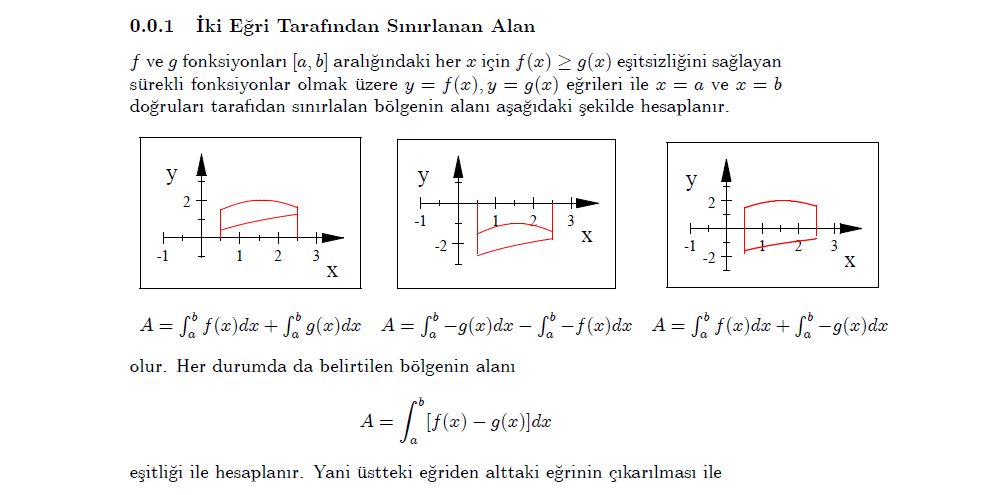 0.0.1 İki Eğri Tarafından Sınırlanan Alan
f ve g fonksiyonları [a, b] aralığındaki her x için f(x) ≥ g(x) eşitsizliğini sağlayan
sürekli fonksiyonlar olmak üzere y = f(x), y = g(x) eğrileri ile x = a ve x = b
doğruları tarafıdan sınırlalan bölgenin alanı aşağıdaki şekilde hesaplanır.
y
2
-1 1 2 3
x
y
-1 1 2 3
-2
x
y
2
-1 1 2 3
-2
x
A = ∫_a^b f(x)dx + ∫_a^b g(x)dx A = ∫_a^b −g(x)dx − ∫_a^b −f(x)dx A = ∫_a^b f(x)dx + ∫_a^b −g(x)dx
olur. Her durumda da belirtilen bölgenin alanı
A = ∫_a^b [f(x) − g(x)]dx
eşitliği ile hesaplanır. Yani üstteki eğriden alttaki eğrinin çıkarılması ile